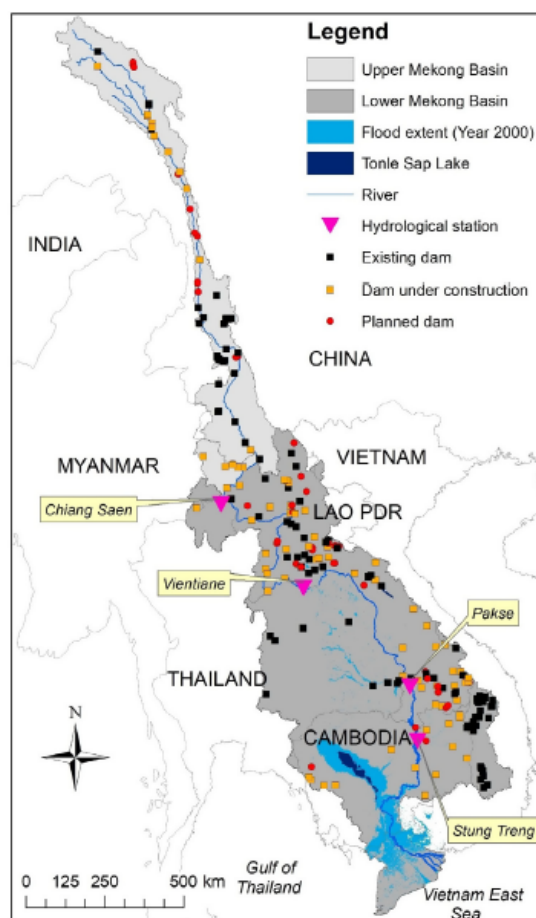 Legend
Upper Mekong Basin
Lower Mekong Basin
Flood extent (Year 2000)
Tonle Sap Lake
River
Hydrological station
Existing dam
Dam under construction
Planned dam
INDIA
CHINA
MYANMAR
VIETNAM
Chiang Saen
LAO PDR
Vientiane
Pakse
THAILAND
N
CAMBODIA
Stung Treng
Gulf of
Thailand
Vietnam East
Sea
0 125 250 500 km